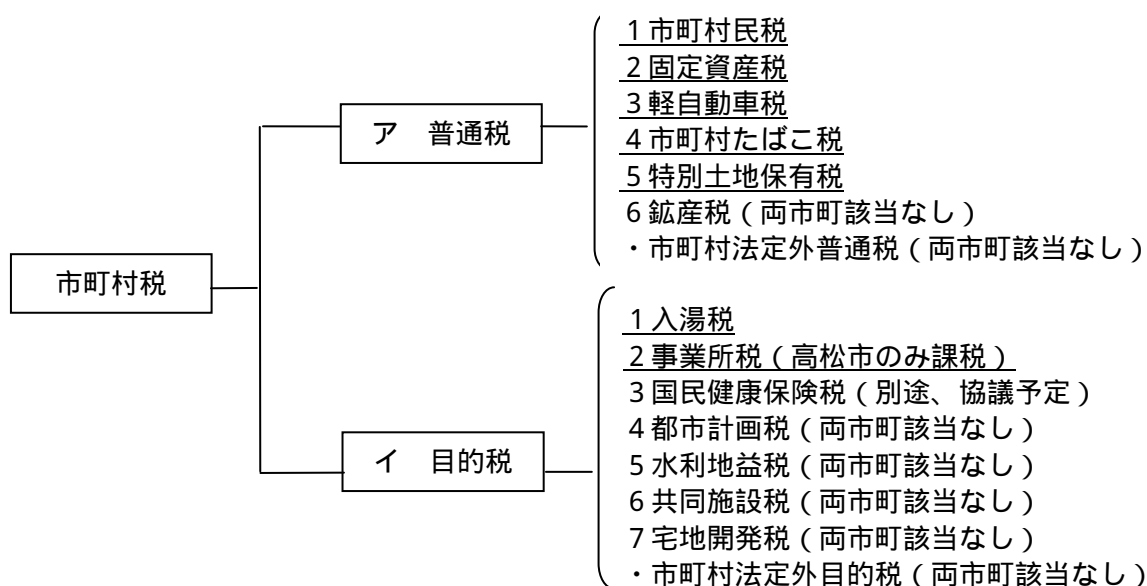 市町村税
ア 普通税
1 市町村民税
2 固定資産税
3 軽自動車税
4 市町村たばこ税
5 特別土地保有税
6 鉱産税(両市町該当なし)
・市町村法定外普通税(両市町該当なし)
イ 目的税
1 入湯税
2 事業所税(高松市のみ課税)
3 国民健康保険税(別途、協議予定)
4 都市計画税(両市町該当なし)
5 水利地益税(両市町該当なし)
6 共同施設税(両市町該当なし)
7 宅地開発税(両市町該当なし)
・市町村法定外目的税(両市町該当なし)